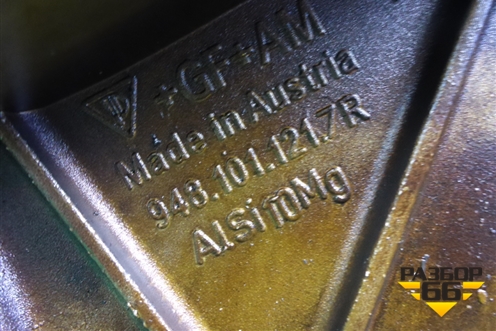 +GF+AM
Made in Austria
948.101.121.7R
AlSi10Mg
РАЗБОР
66